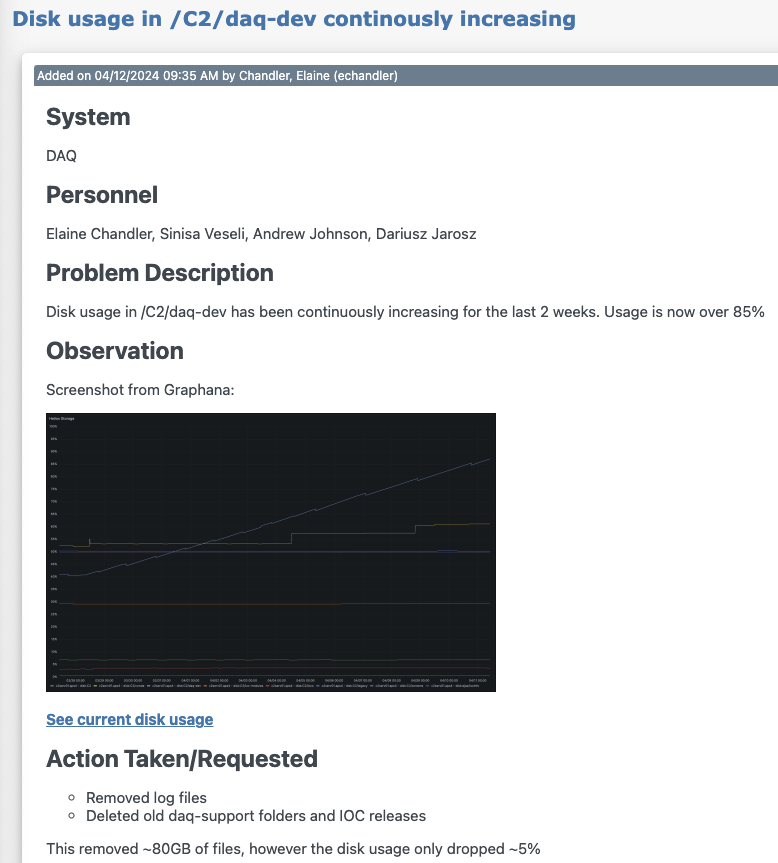 Disk usage in /C2/daq-dev continously increasing
Added on 04/12/2024 09:35 AM by Chandler, Elaine (echandler)
System
DAQ
Personnel
Elaine Chandler, Sinisa Veseli, Andrew Johnson, Dariusz Jarosz
Problem Description
Disk usage in /C2/daq-dev has been continuously increasing for the last 2 weeks. Usage is now over 85%
Observation
Screenshot from Graphana:
Helios Storage
See current disk usage
Action Taken/Requested
Removed log files
Deleted old daq-support folders and IOC releases
This removed ~80GB of files, however the disk usage only dropped ~5%